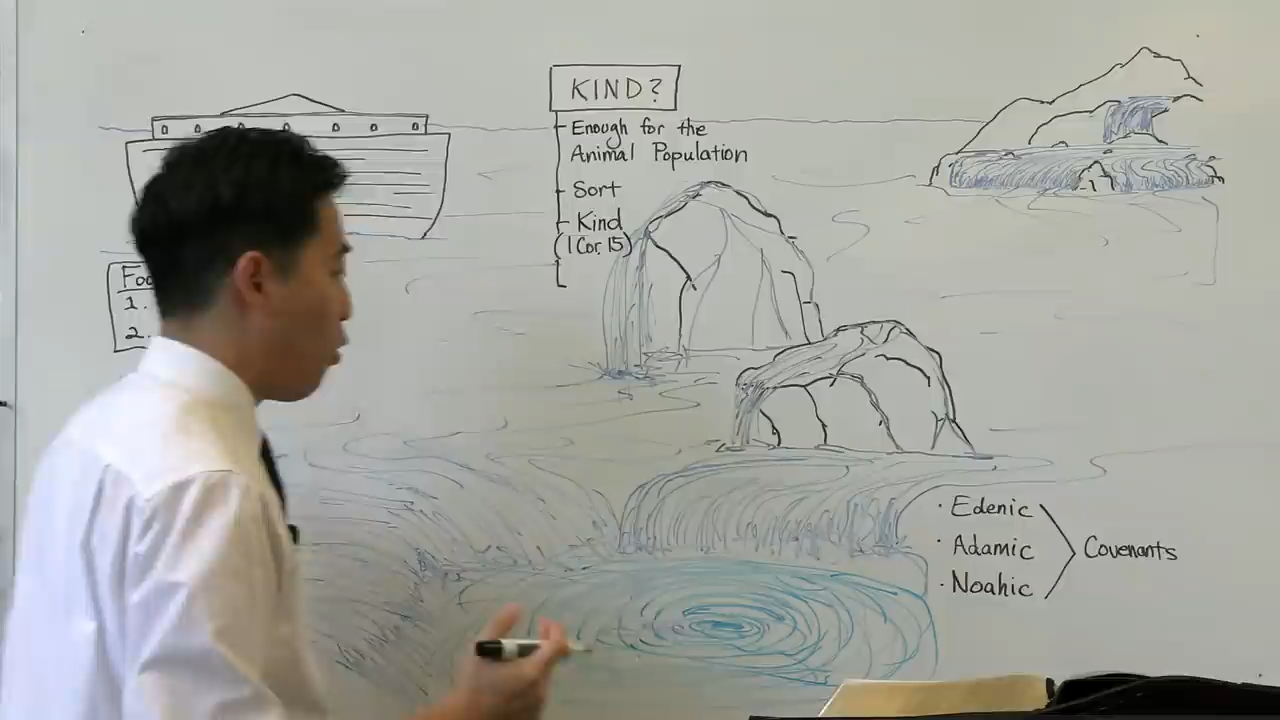 KIND?
- Enough for the
Animal Population
- Sort
- Kind
(1 Cor. 15)
1.
2.
· Edenic
· Adamic
· Noahic
Covenants